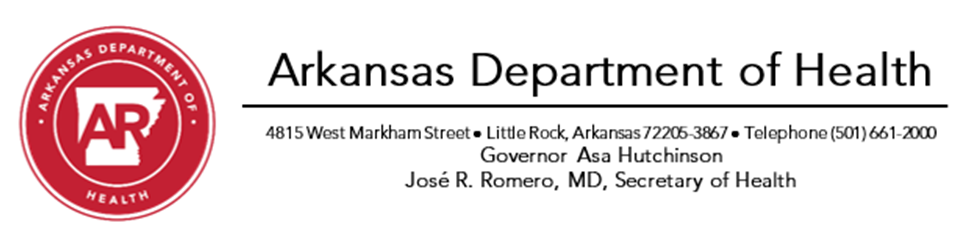 ARKANSAS DEPARTMENT OF
AR
HEALTH
Arkansas Department of Health
4815 West Markham Street ● Little Rock, Arkansas 72205-3867 ● Telephone (501) 661-2000
Governor Asa Hutchinson
José R. Romero, MD, Secretary of Health